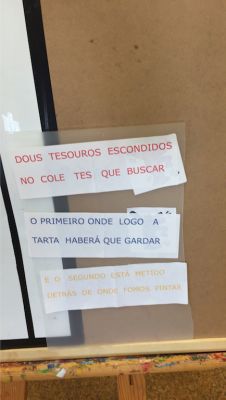 DOUS TESOUROS ESCONDIDOS
NO COLE TES QUE BUSCAR
O PRIMEIRO ONDE LOGO A
TARTA HABERÁ QUE GARDAR
E O SEGUNDO ESTÁ METIDO
DETRÁS DE ONDE FOMOS PINTAR